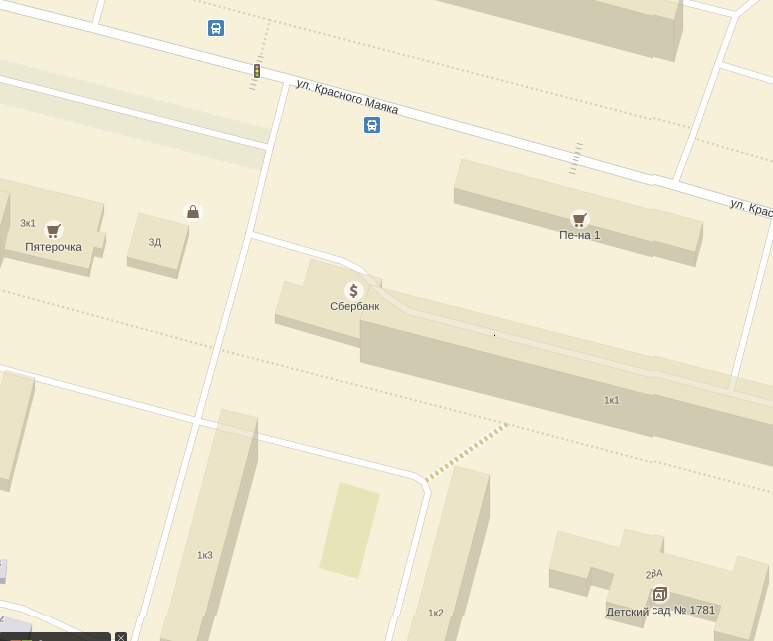 ул. Красного Маяка
ул. Крас
3к1
Пятерочка
3Д
Пе-на 1
$
Сбербанк
1к1
1к3
1к2
Детский сад № 1781